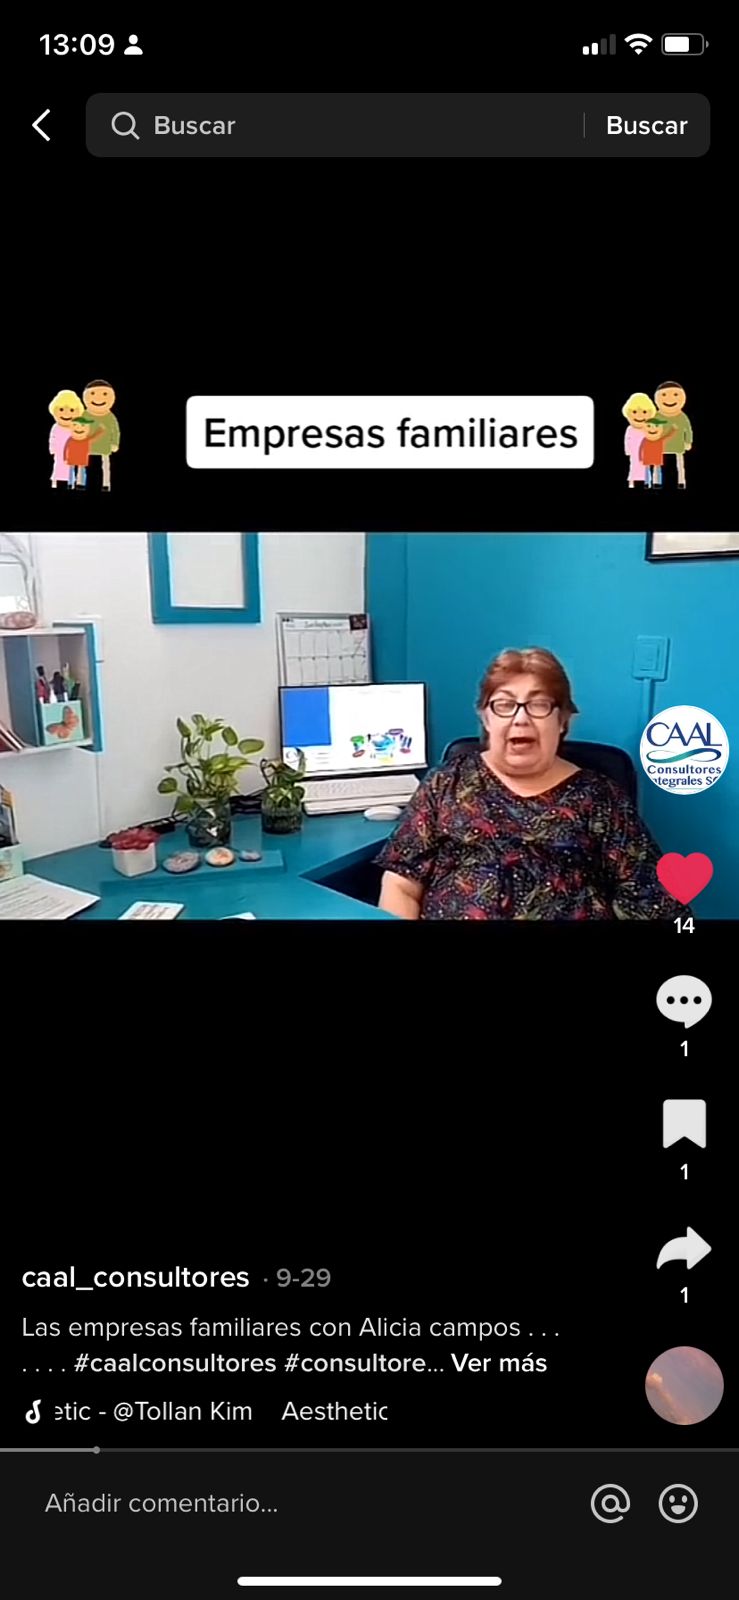 13:09
Buscar
Buscar
Empresas familiares
CAAL
Consultores
14
1
1
1
caal_consultores · 9-29
Las empresas familiares con Alicia campos . . .
. . . . #caalconsultores #consultore... Ver más
etic - @Tollan Kim Aesthetic
Añadir comentario...